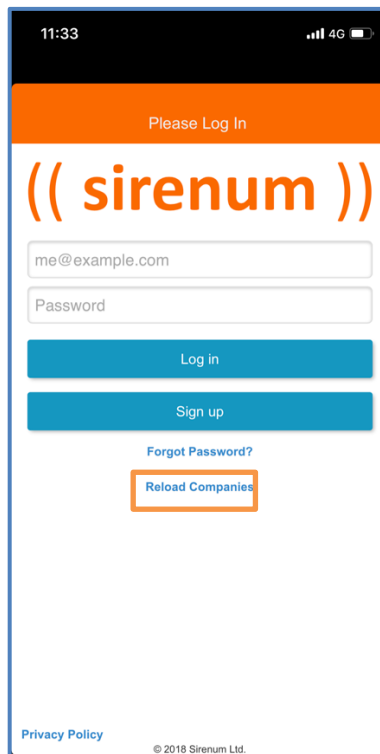 11:33 4G
Please Log In
(( sirenum ))
me@example.com
Password
Log in
Sign up
Forgot Password?
Reload Companies
Privacy Policy
© 2018 Sirenum Ltd.